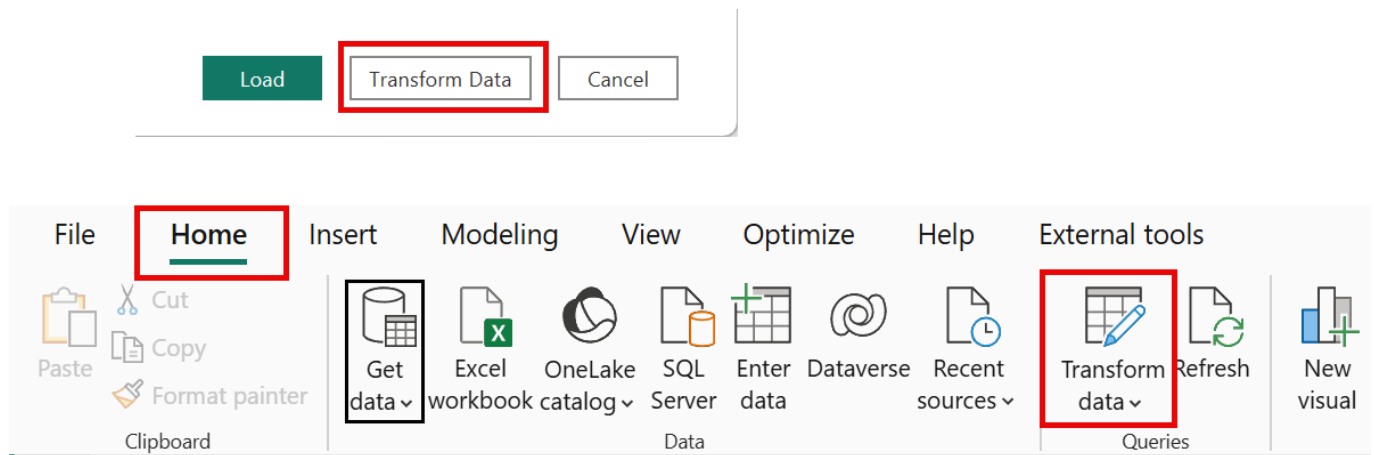 Load Transform Data Cancel
File Home Insert Modeling View Optimize Help External tools
Paste
Cut
Copy
Format painter
Clipboard
Get
data
Excel
workbook
OneLake
catalog
SQL
Server
Enter
data
Dataverse
Recent
sources
Data
Transform
data
Refresh
Queries
New
visual